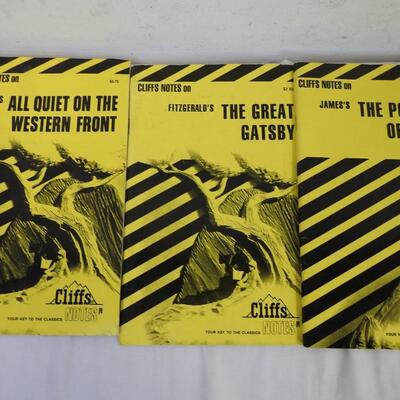 CLIFFS NOTES on
$5.75
ALL QUIET ON THE
WESTERN FRONT
Cliffs
NOTES
YOUR KEY TO THE CLASSICS
CLIFFS NOTES on
FITZGERALD'S
THE GREAT
GATSBY
Cliffs
NOTES
YOUR KEY TO THE CLASSICS
CLIFFS NOTES on
JAMES'S
THE
YOUR KEY TO THE CLASSICS